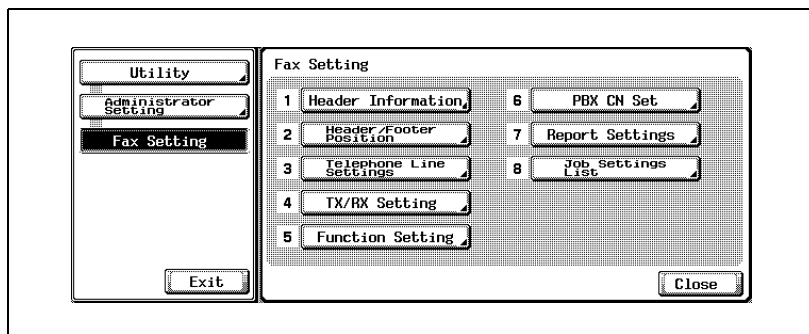 Utility
Administrator
Setting
Fax Setting
Exit
Fax Setting
1 Header Information
2 Header/Footer
Position
3 Telephone Line
Settings
4 TX/RX Setting
5 Function Setting
6 PBX CN Set
7 Report Settings
8 Job Settings
List
Close